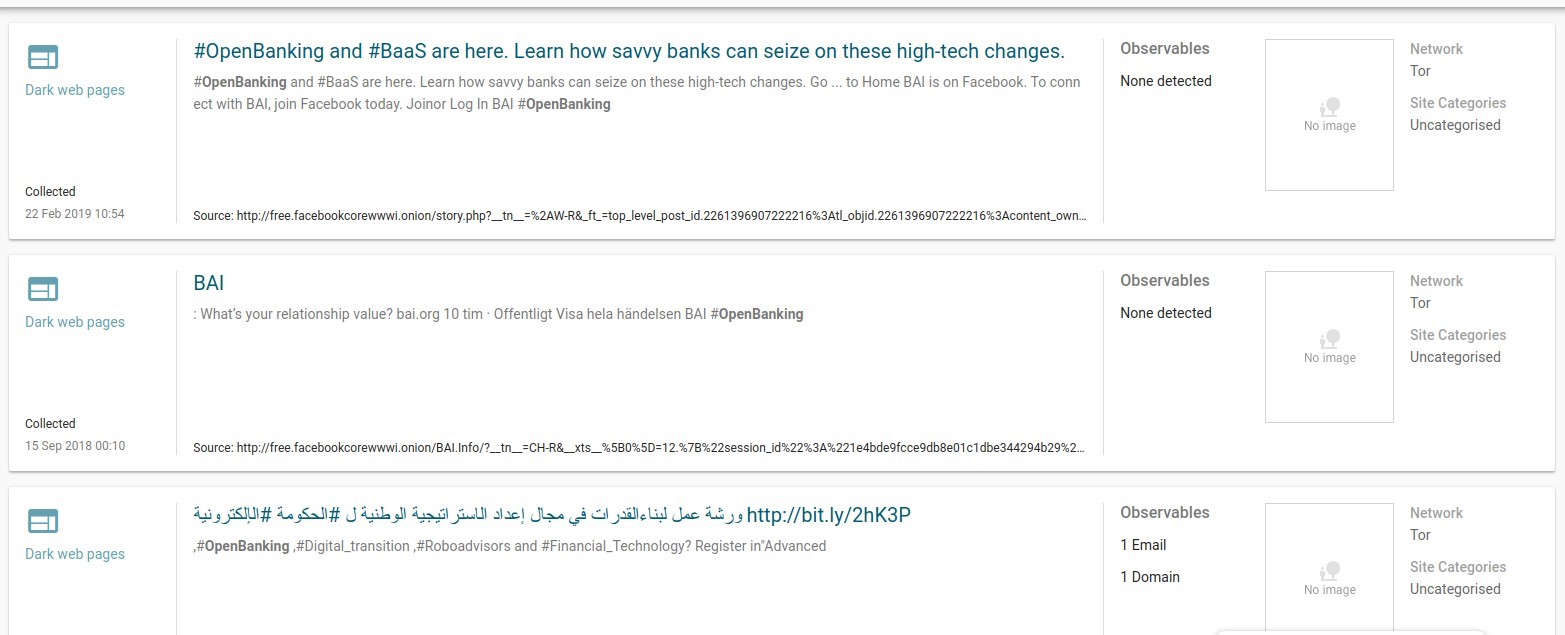 #OpenBanking and #BaaS are here. Learn how savvy banks can seize on these high-tech changes.
Dark web pages
#OpenBanking and #BaaS are here. Learn how savvy banks can seize on these high-tech changes. Go ... to Home BAI is on Facebook. To conn
ect with BAI, join Facebook today. Joinor Log In BAI #OpenBanking
Collected
22 Feb 2019 10:54
Source: http://free.facebookcorewwwi.onion/story.php?__tn__=%2AW-R&_ft_=top_level_post_id.2261396907222216%3Atl_objid.2261396907222216%3Acontent_own...
Observables
None detected
No image
Network
Tor
Site Categories
Uncategorised
BAI
Dark web pages
: What's your relationship value? bai.org 10 tim · Offentligt Visa hela händelsen BAI #OpenBanking
Collected
15 Sep 2018 00:10
Source: http://free.facebookcorewwwi.onion/BAI.Info/?__tn__=CH-R&__xts__%5B0%5D=12.%7B%22session_id%22%3A%221e4bde9fcce9db8e01c1dbe344294b29%2...
Observables
None detected
No image
Network
Tor
Site Categories
Uncategorised
ورشة عمل لبناءالقدرات في مجال إعداد الاستراتيجية الوطنية ل #الحكومة #الإلكترونية http://bit.ly/2hK3P
Dark web pages
,#OpenBanking ,#Digital_transition ,#Roboadvisors and #Financial_Technology? Register in"Advanced
Observables
1 Email
1 Domain
No image
Network
Tor
Site Categories
Uncategorised